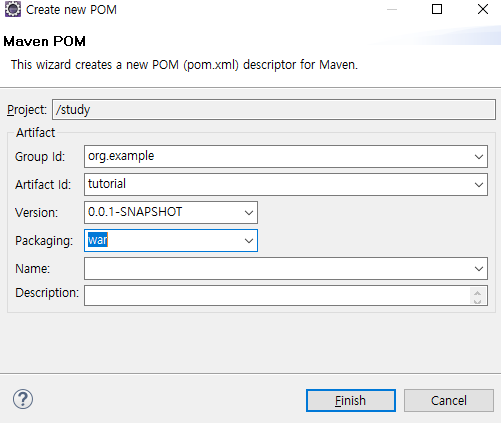 Create new POM
Maven POM
This wizard creates a new POM (pom.xml) descriptor for Maven.
Project: /study
Artifact
Group Id: org.example
Artifact Id: tutorial
Version: 0.0.1-SNAPSHOT
Packaging: war
Name:
Description:
? Finish Cancel